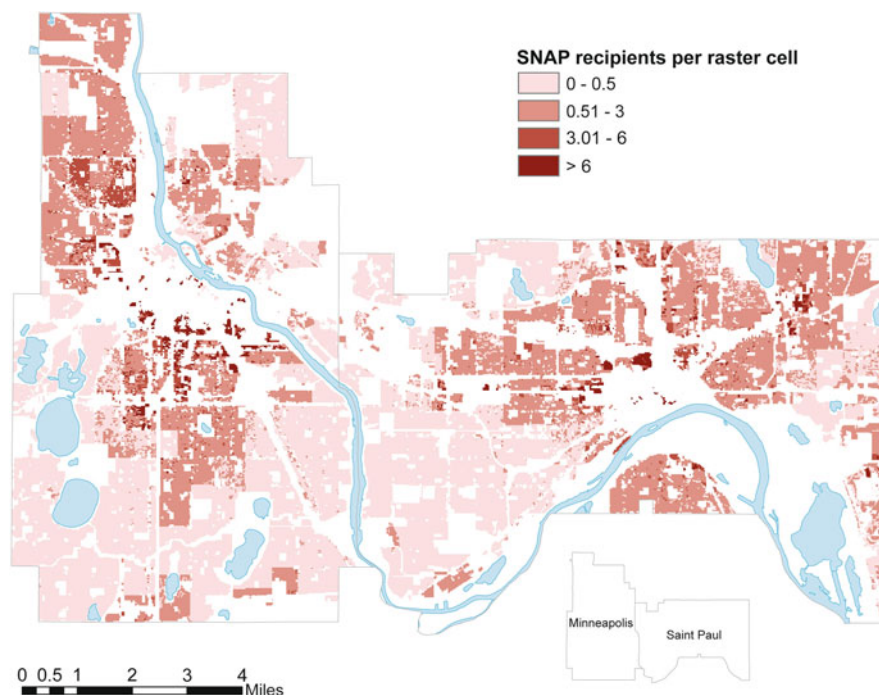 SNAP recipients per raster cell
0 - 0.5
0.51 - 3
3.01 - 6
> 6
Minneapolis
Saint Paul
0 0.5 1 2 3 4
Miles